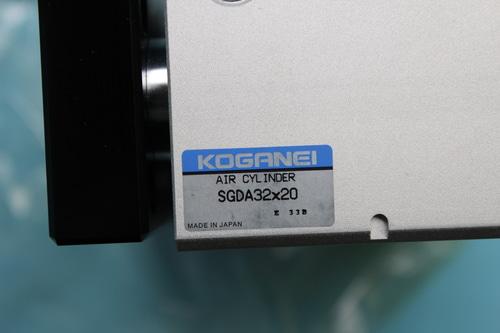 KOGANEI
AIR CYLINDER
SGDA32x20
E 33B
MADE IN JAPAN